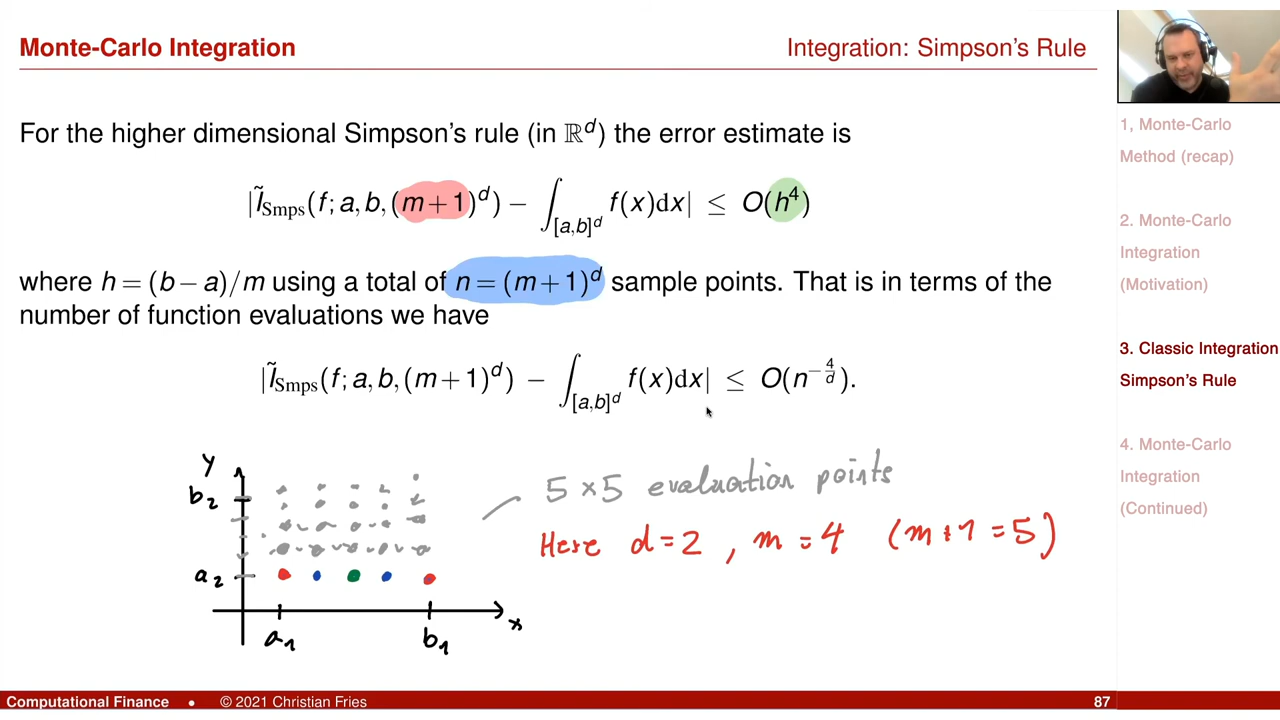 Monte-Carlo Integration
Integration: Simpson's Rule
For the higher dimensional Simpson's rule (in ℝᵈ) the error estimate is
|Ĩ_Smps(f; a, b, (m+1)ᵈ) − ∫_[a,b]ᵈ f(x)dx| ≤ O(h⁴)
where h = (b − a)/m using a total of n = (m+1)ᵈ sample points. That is in terms of the
number of function evaluations we have
|Ĩ_Smps(f; a, b, (m+1)ᵈ) − ∫_[a,b]ᵈ f(x)dx| ≤ O(n^(−4/d)).
y
b₂
a₂
a₁
b₁
x
5 × 5 evaluation points
Here d = 2 , m = 4 (m+1 = 5)
1, Monte-Carlo
Method (recap)
2. Monte-Carlo
Integration
(Motivation)
3. Classic Integration
Simpson's Rule
4. Monte-Carlo
Integration
(Continued)
Computational Finance • © 2021 Christian Fries
87